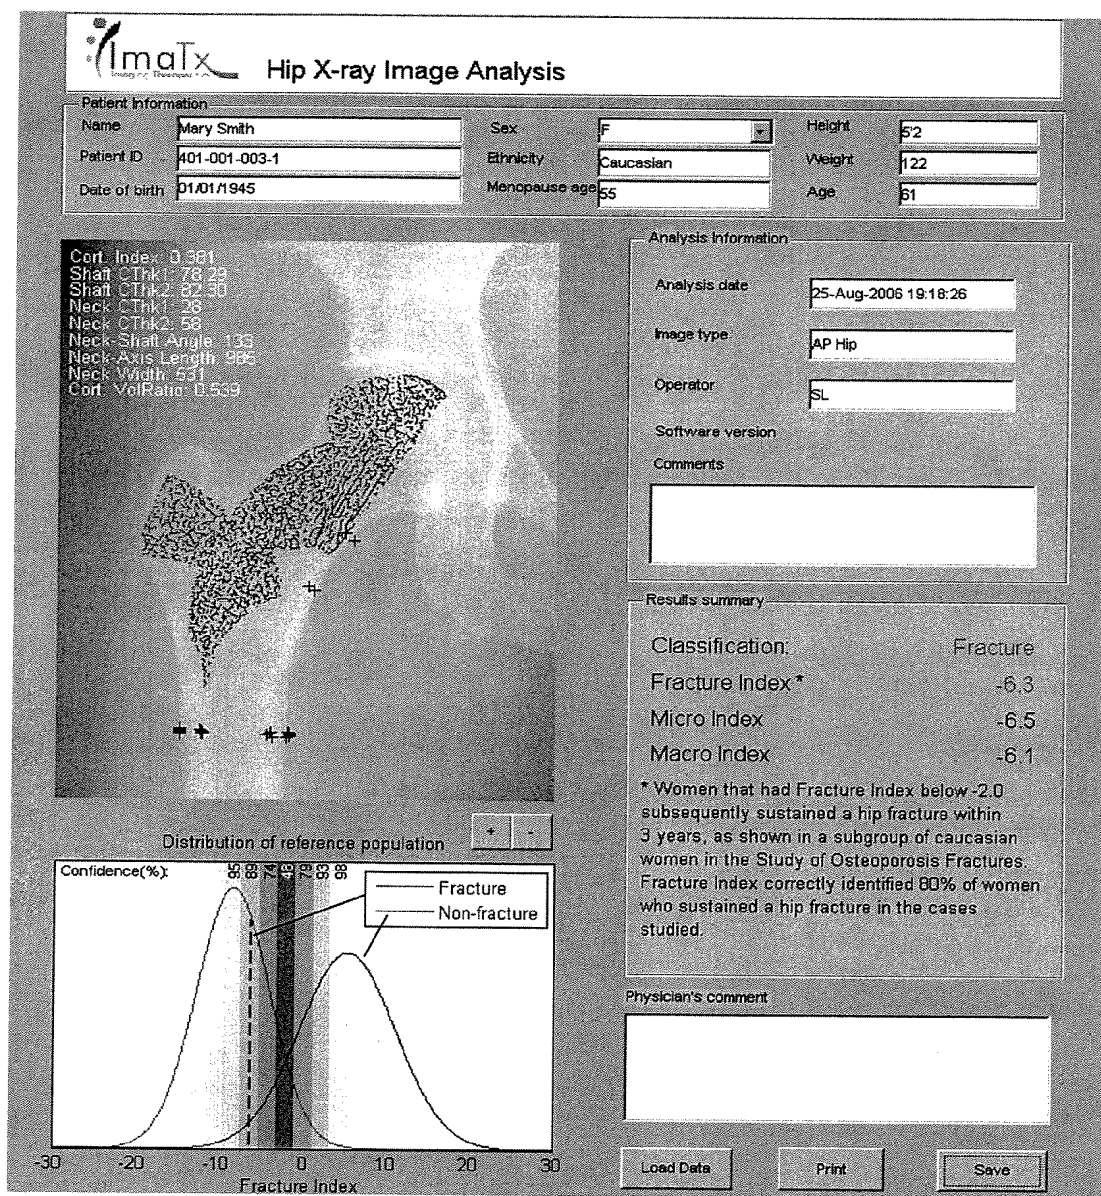 ImaTx
Hip X-ray Image Analysis
Patient Information
Name Mary Smith Sex F Height 5'2
Patient ID 401-001-003-1 Ethnicity Caucasian Weight 122
Date of birth 01/01/1945 Menopause age 55 Age 61
Cort. Index: 0.381
Shaft CThk1: 78.29
Shaft CThk2: 82.30
Neck CThk1: 28
Neck CThk2: 58
Neck-Shaft Angle: 133
Neck-Axis Length: 986
Neck Width: 531
Cort. VolRatio: 0.539
Analysis Information
Analysis date 25-Aug-2006 19:18:26
Image type AP Hip
Operator SL
Software version
Comments
Results summary
Classification: Fracture
Fracture Index * -6.3
Micro Index -6.5
Macro Index -6.1
* Women that had Fracture Index below -2.0
subsequently sustained a hip fracture within
3 years, as shown in a subgroup of caucasian
women in the Study of Osteoporosis Fractures.
Fracture Index correctly identified 80% of women
who sustained a hip fracture in the cases
studied.
+ -
Distribution of reference population
Confidence(%): 95 89 74 48 79 93 98
Fracture
Non-fracture
-30 -20 -10 0 10 20 30
Fracture Index
Physician's comment
Load Data Print Save